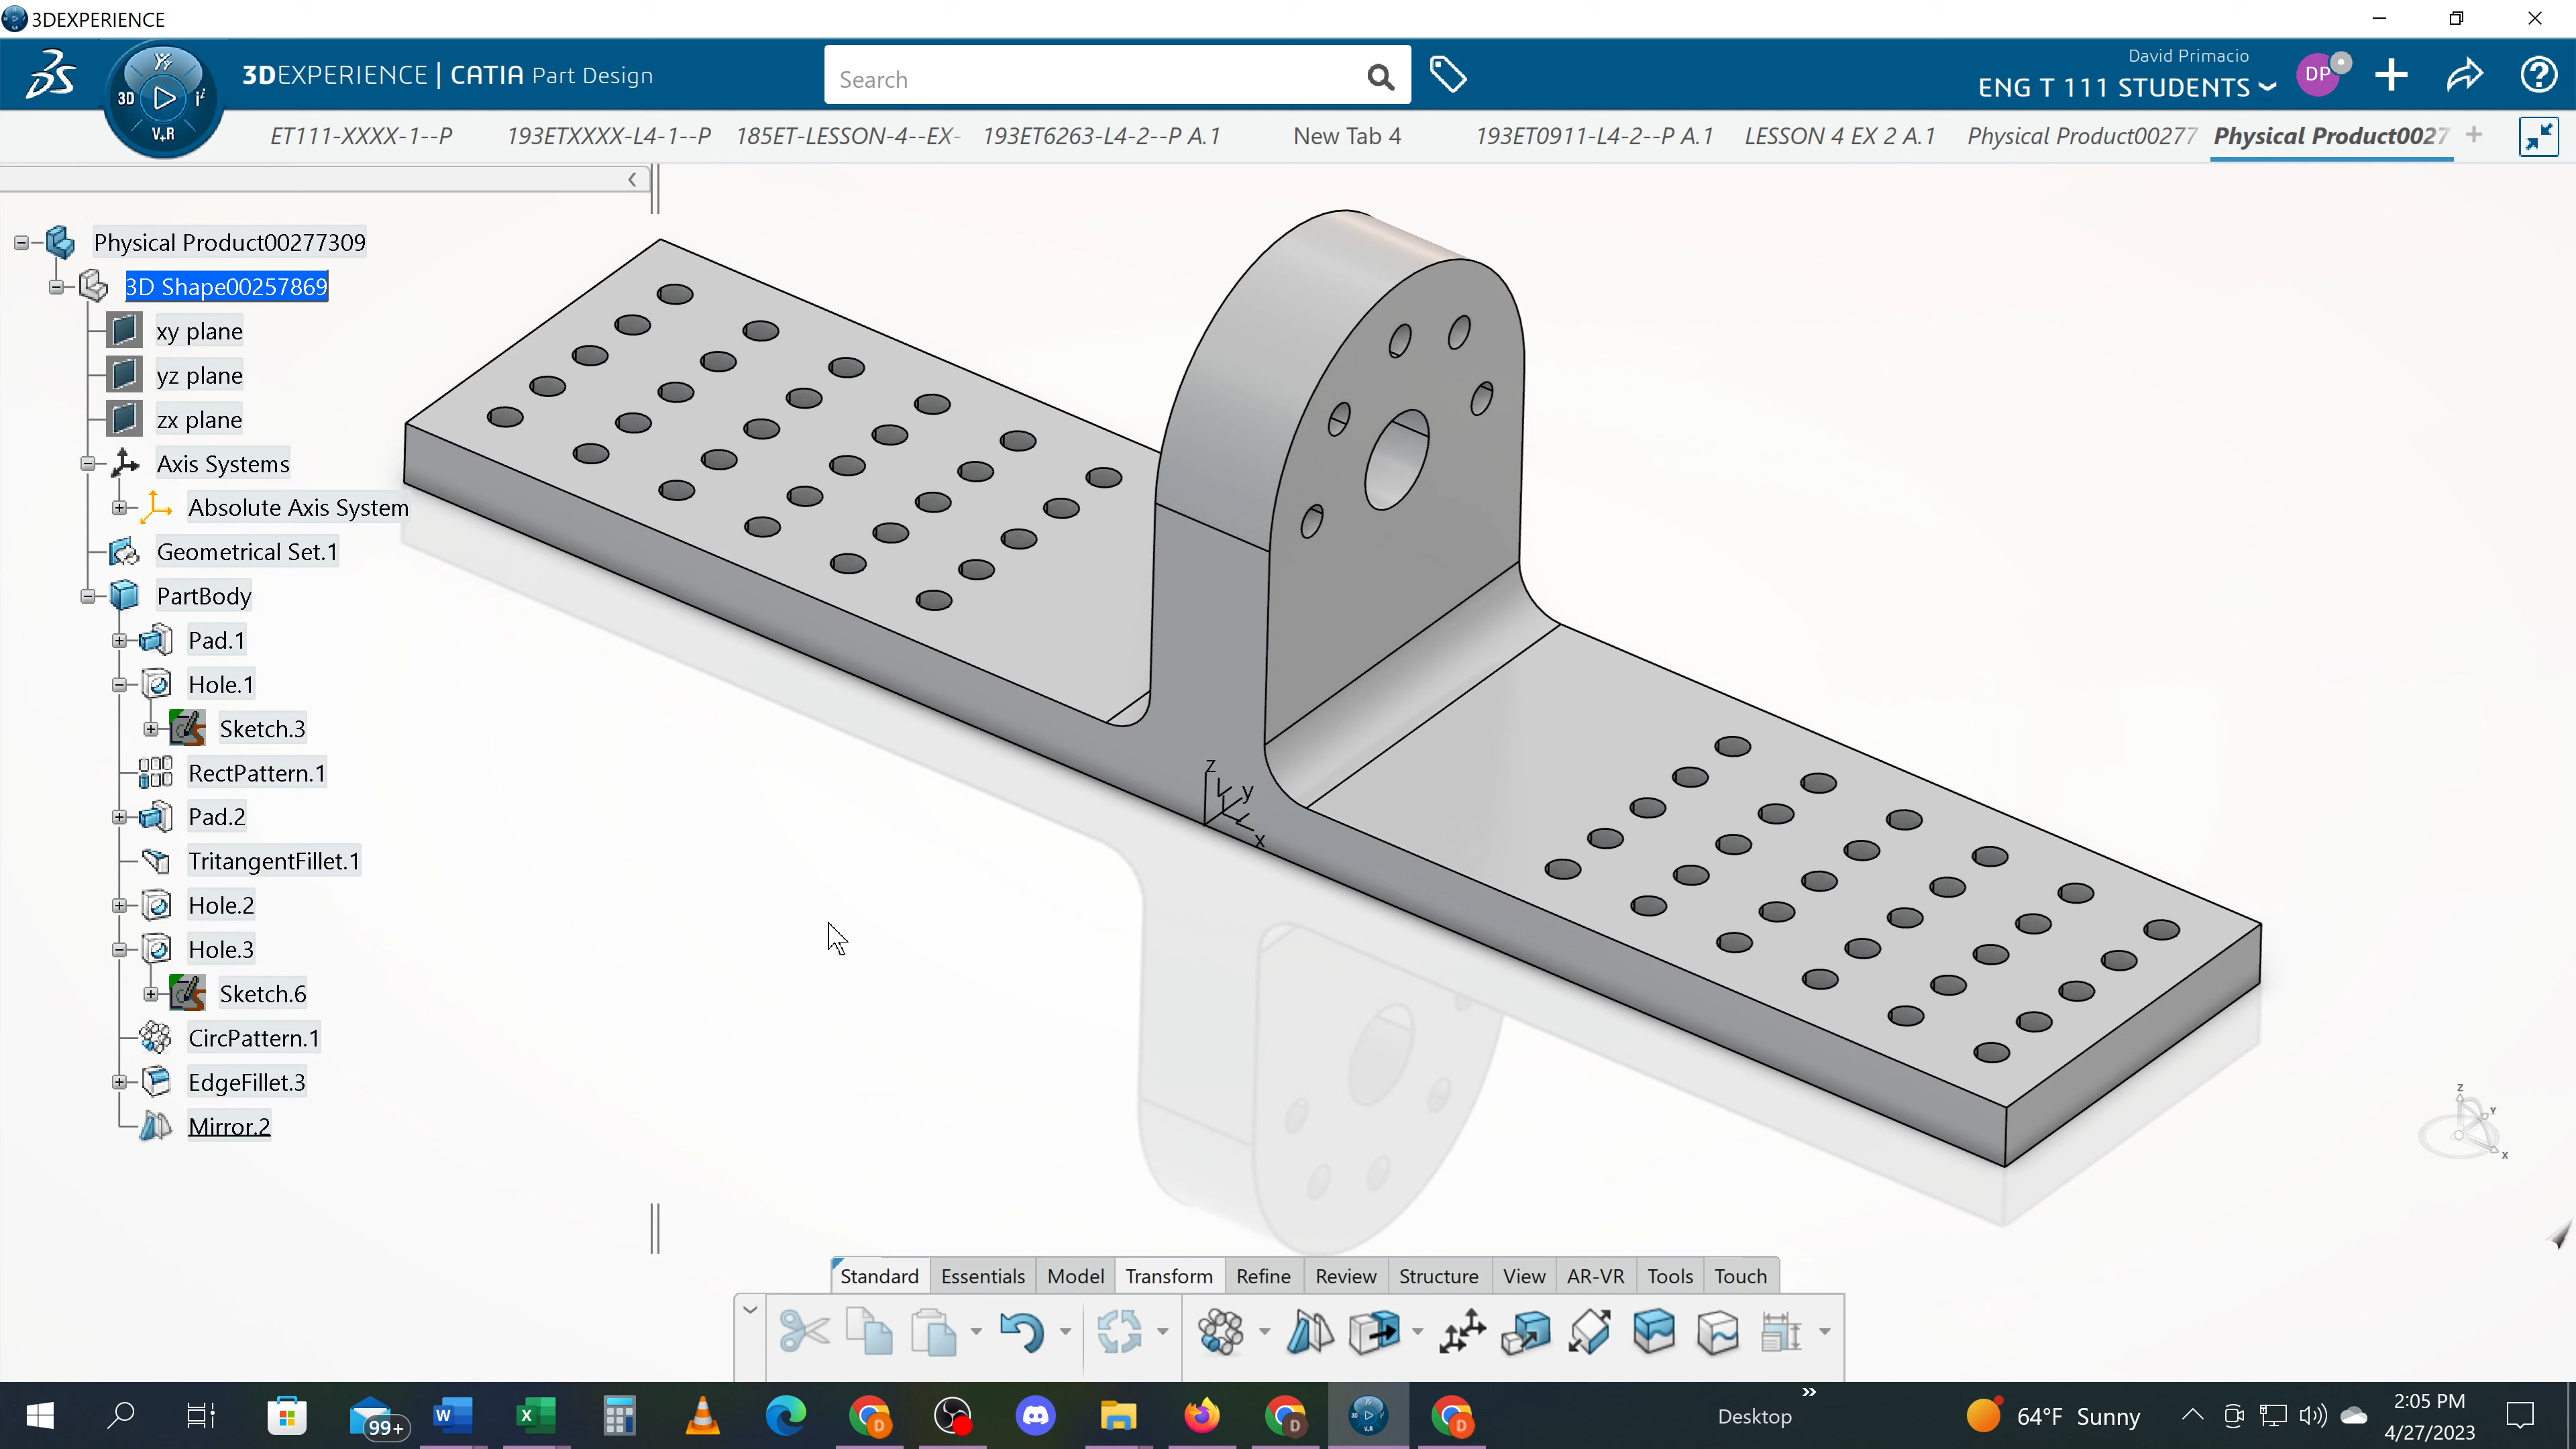 3DEXPERIENCE
3DEXPERIENCE | CATIA Part Design
3D
V.R
Search
David Primacio
ENG T 111 STUDENTS
DP
ET111-XXXX-1--P
193ETXXXX-L4-1--P
185ET-LESSON-4--EX-
193ET6263-L4-2--P A.1
New Tab 4
193ET0911-L4-2--P A.1
LESSON 4 EX 2 A.1
Physical Product00277
Physical Product0027
Physical Product00277309
3D Shape00257869
xy plane
yz plane
zx plane
Axis Systems
Absolute Axis System
Geometrical Set.1
PartBody
Pad.1
Hole.1
Sketch.3
RectPattern.1
Pad.2
TritangentFillet.1
Hole.2
Hole.3
Sketch.6
CircPattern.1
EdgeFillet.3
Mirror.2
z
y
x
z
Y
x
Standard
Essentials
Model
Transform
Refine
Review
Structure
View
AR-VR
Tools
Touch
99+
Desktop
64°F Sunny
2:05 PM
4/27/2023